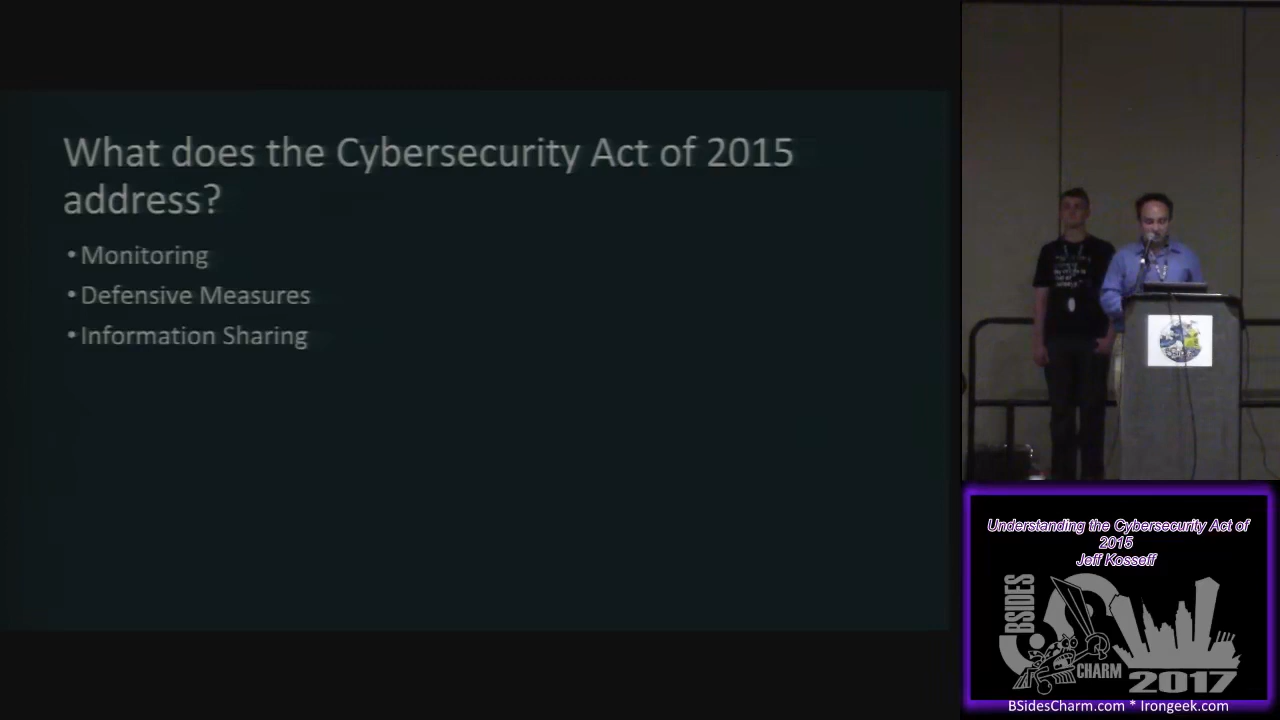 What does the Cybersecurity Act of 2015
address?
• Monitoring
• Defensive Measures
• Information Sharing
Understanding the Cybersecurity Act of
2015
Jeff Kosseff
BSIDES
CHARM
2017
BSidesCharm.com * Irongeek.com